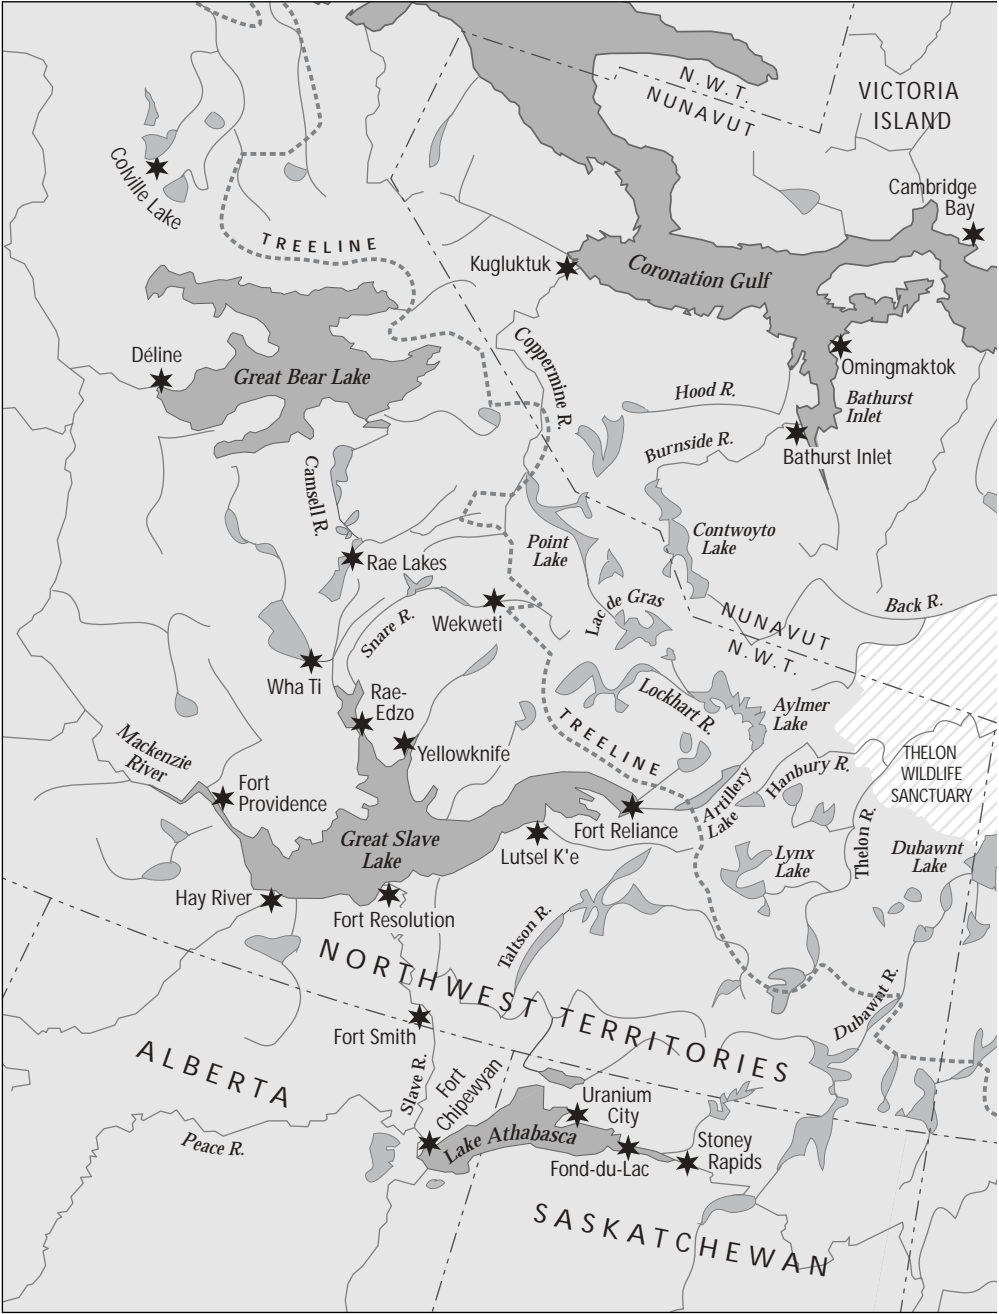 N.W.T.
NUNAVUT
VICTORIA
ISLAND
Colville Lake
Cambridge
Bay
TREELINE
Kugluktuk
Coronation Gulf
Déline
Great Bear Lake
Coppermine R.
Omingmaktok
Hood R.
Bathurst
Inlet
Burnside R.
Bathurst Inlet
Camsell R.
Contwoyto
Lake
Point
Lake
Rae Lakes
Lac de Gras
Back R.
Wekweti
Snare R.
NUNAVUT
N.W.T.
Wha Ti
Rae-
Edzo
Lockhart R.
Aylmer
Lake
TREELINE
Mackenzie
River
Yellowknife
THELON
WILDLIFE
SANCTUARY
Hanbury R.
Fort
Providence
Artillery
Lake
Great Slave
Lake
Fort Reliance
Lutsel K'e
Thelon R.
Lynx
Lake
Dubawnt
Lake
Hay River
Fort Resolution
Taltson R.
NORTHWEST TERRITORIES
Dubawnt R.
Fort Smith
ALBERTA
Slave R.
Fort
Chipewyan
Uranium
City
Peace R.
Lake Athabasca
Stoney
Rapids
Fond-du-Lac
SASKATCHEWAN